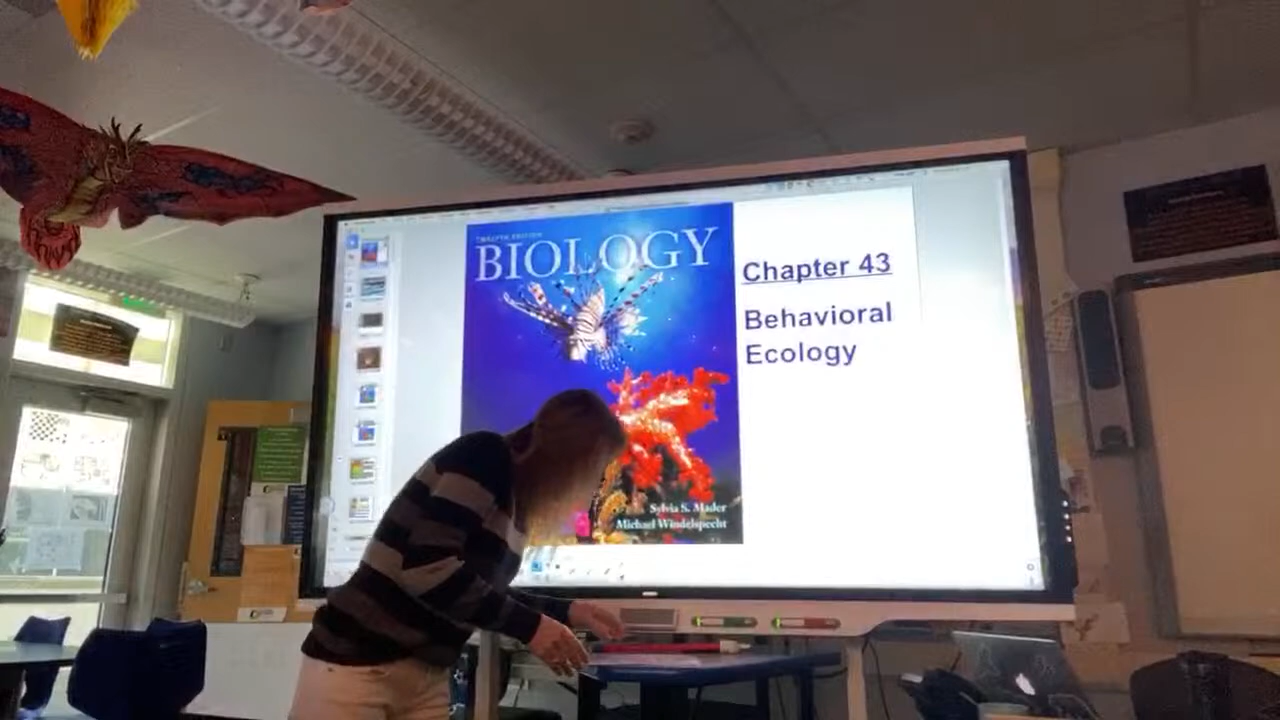 TWELFTH EDITION
BIOLOGY
Chapter 43
Behavioral
Ecology
Sylvia S. Mader
Michael Windelspecht